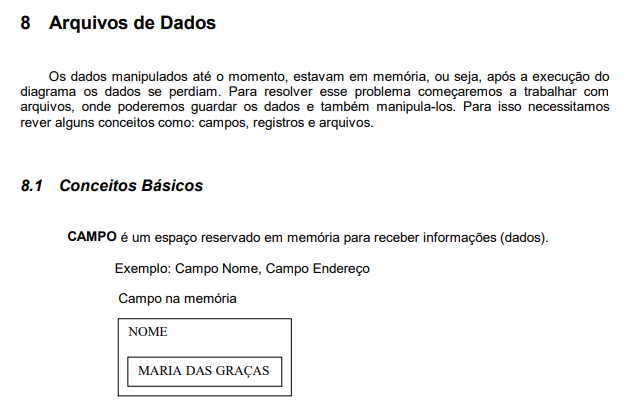 8 Arquivos de Dados
Os dados manipulados até o momento, estavam em memória, ou seja, após a execução do
diagrama os dados se perdiam. Para resolver esse problema começaremos a trabalhar com
arquivos, onde poderemos guardar os dados e também manipula-los. Para isso necessitamos
rever alguns conceitos como: campos, registros e arquivos.
8.1 Conceitos Básicos
CAMPO é um espaço reservado em memória para receber informações (dados).
Exemplo: Campo Nome, Campo Endereço
Campo na memória
NOME
MARIA DAS GRAÇAS